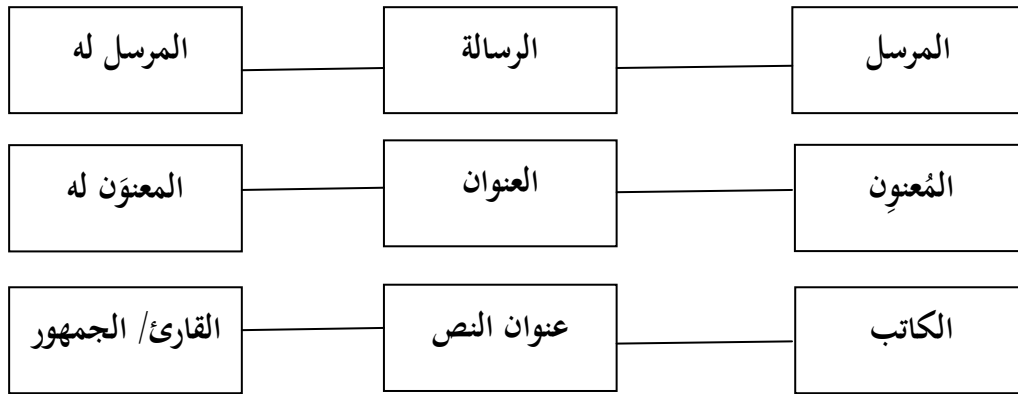 المرسل
الرسالة
المرسل له
المُعنوِن
العنوان
المعنوَن له
الكاتب
عنوان النص
القارئ/ الجمهور